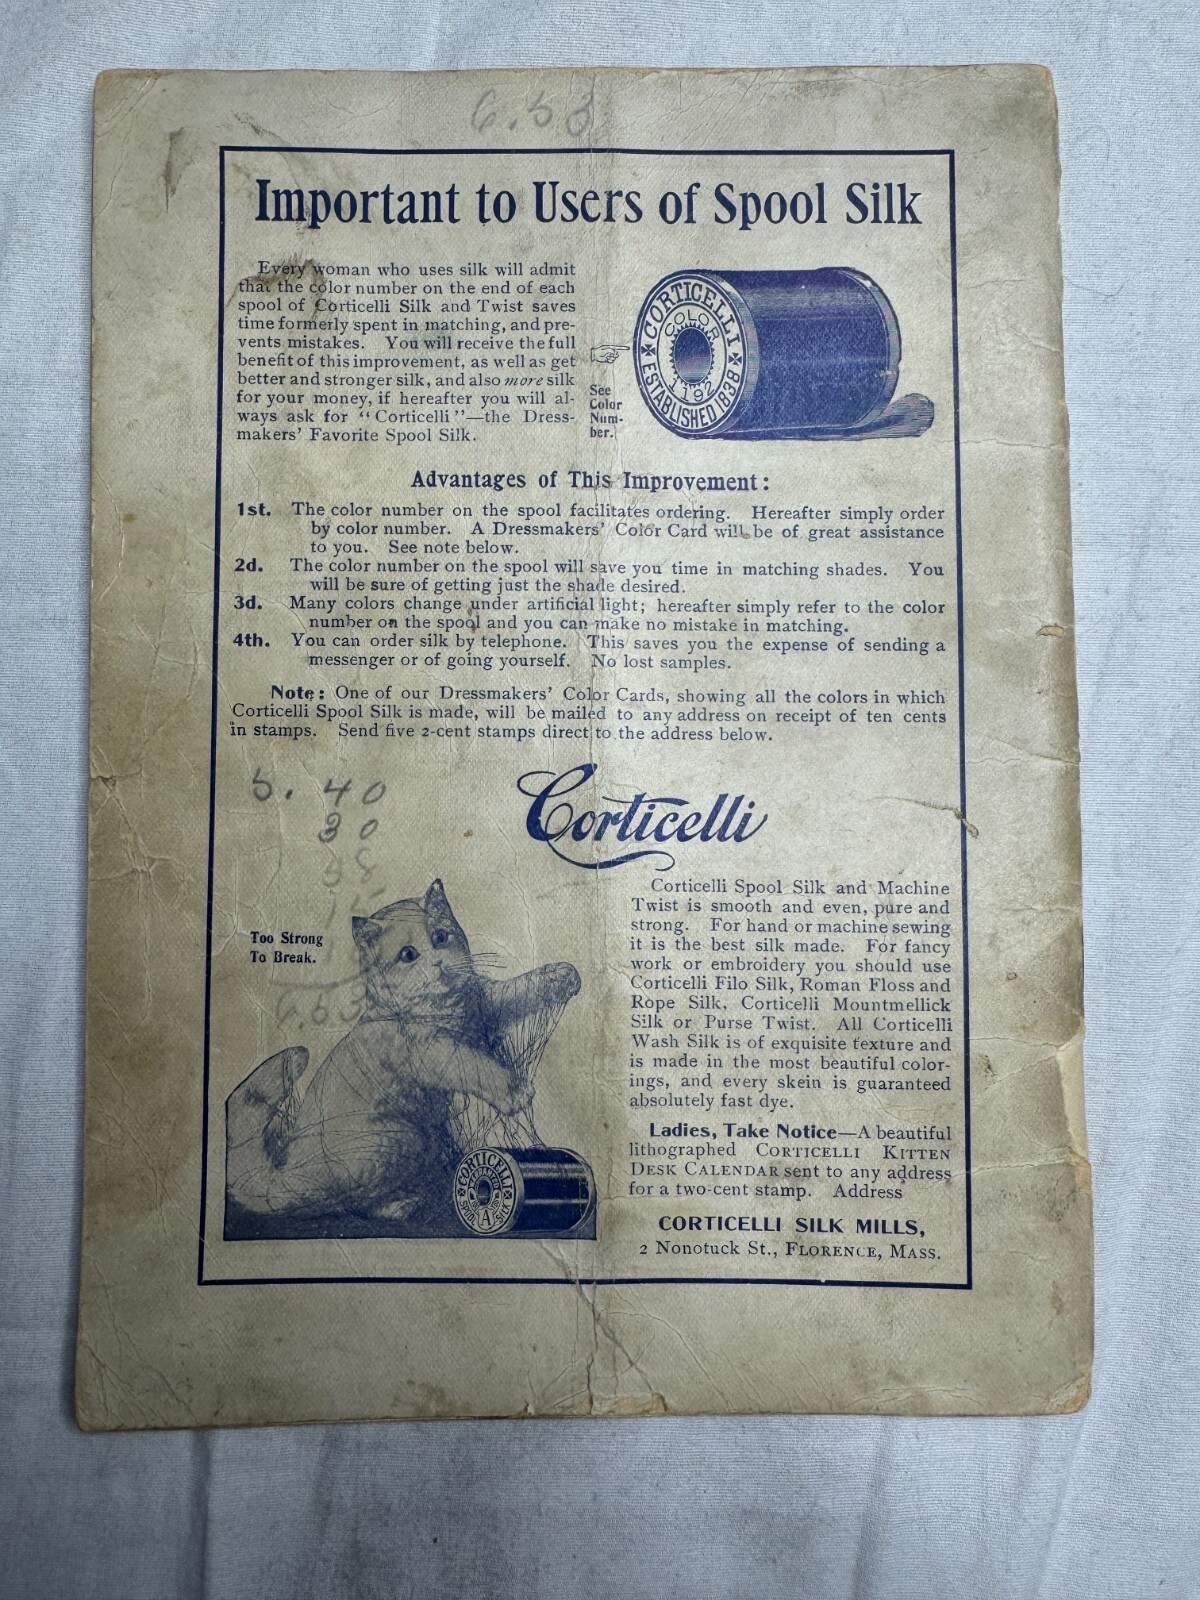 6.53
Important to Users of Spool Silk
Every woman who uses silk will admit
that the color number on the end of each
spool of Corticelli Silk and Twist saves
time formerly spent in matching, and pre-
vents mistakes. You will receive the full
benefit of this improvement, as well as get
better and stronger silk, and also more silk
for your money, if hereafter you will al-
ways ask for “Corticelli”—the Dress-
makers’ Favorite Spool Silk.
See
Color
Num-
ber.
CORTICELLI
COLOR
1192
ESTABLISHED 1838
Advantages of This Improvement:
1st. The color number on the spool facilitates ordering. Hereafter simply order
by color number. A Dressmakers’ Color Card will be of great assistance
to you. See note below.
2d. The color number on the spool will save you time in matching shades. You
will be sure of getting just the shade desired.
3d. Many colors change under artificial light; hereafter simply refer to the color
number on the spool and you can make no mistake in matching.
4th. You can order silk by telephone. This saves you the expense of sending a
messenger or of going yourself. No lost samples.
Note: One of our Dressmakers’ Color Cards, showing all the colors in which
Corticelli Spool Silk is made, will be mailed to any address on receipt of ten cents
in stamps. Send five 2-cent stamps direct to the address below.
5.40
30
Corticelli
Too Strong
To Break.
CORTICELLI
SPOOL A SILK
Corticelli Spool Silk and Machine
Twist is smooth and even, pure and
strong. For hand or machine sewing
it is the best silk made. For fancy
work or embroidery you should use
Corticelli Filo Silk, Roman Floss and
Rope Silk, Corticelli Mountmellick
Silk or Purse Twist. All Corticelli
Wash Silk is of exquisite texture and
is made in the most beautiful color-
ings, and every skein is guaranteed
absolutely fast dye.
Ladies, Take Notice—A beautiful
lithographed CORTICELLI KITTEN
DESK CALENDAR sent to any address
for a two-cent stamp. Address
CORTICELLI SILK MILLS,
2 Nonotuck St., FLORENCE, MASS.